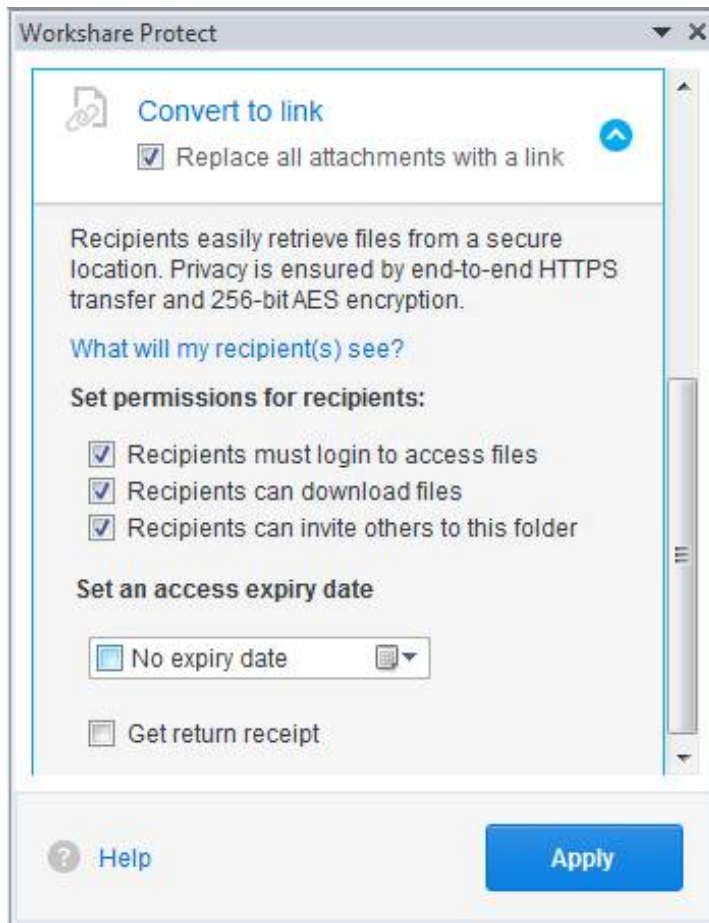 Workshare Protect
Convert to link
Replace all attachments with a link
Recipients easily retrieve files from a secure
location. Privacy is ensured by end-to-end HTTPS
transfer and 256-bit AES encryption.
What will my recipient(s) see?
Set permissions for recipients:
Recipients must login to access files
Recipients can download files
Recipients can invite others to this folder
Set an access expiry date
No expiry date
Get return receipt
? Help
Apply